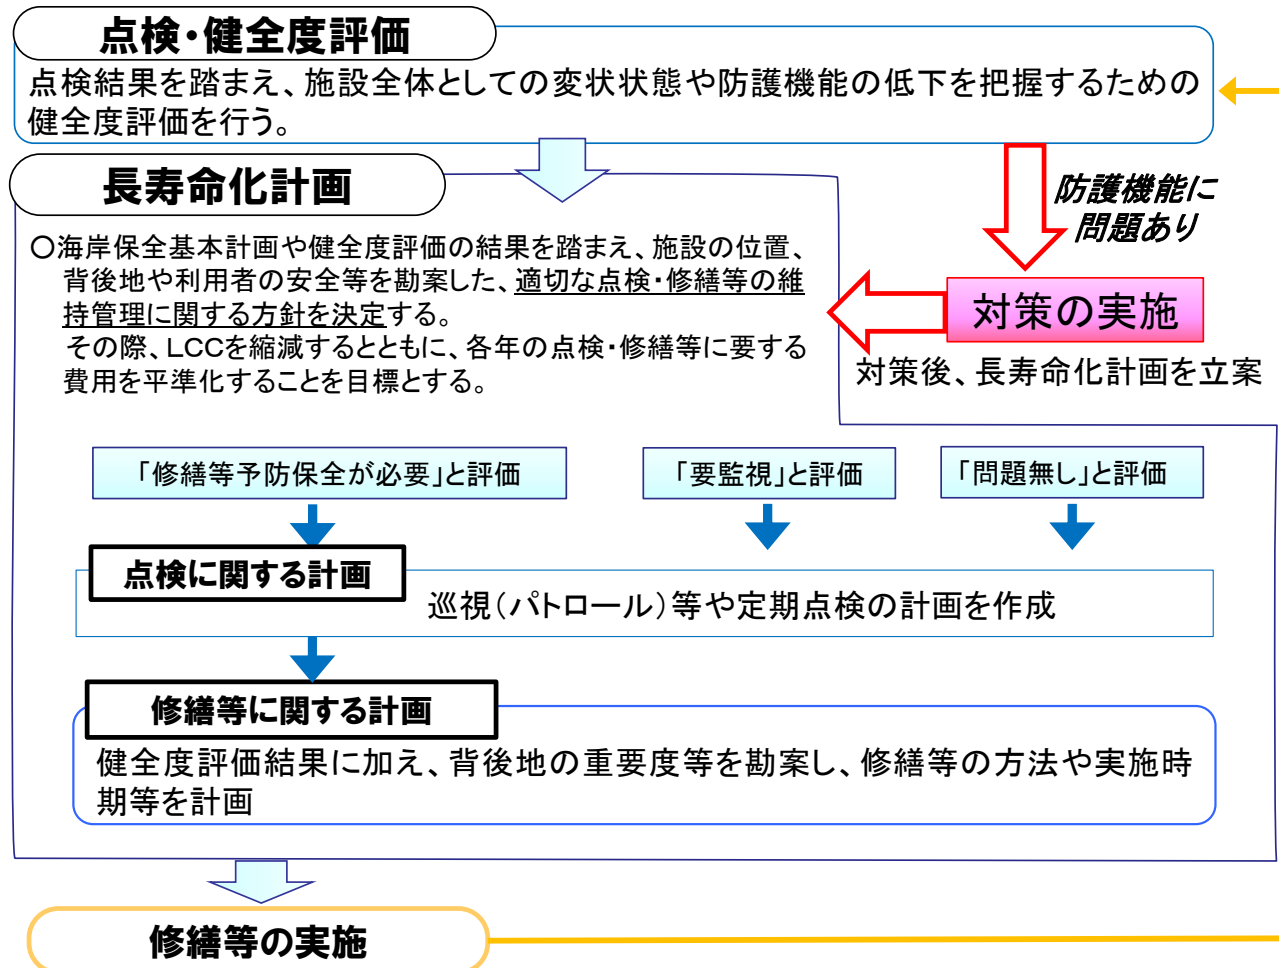 点検・健全度評価
点検結果を踏まえ、施設全体としての変状状態や防護機能の低下を把握するための
健全度評価を行う。
長寿命化計画
防護機能に
問題あり
〇海岸保全基本計画や健全度評価の結果を踏まえ、施設の位置、
背後地や利用者の安全等を勘案した、適切な点検・修繕等の維
持管理に関する方針を決定する。
その際、LCCを縮減するとともに、各年の点検・修繕等に要する
費用を平準化することを目標とする。
対策の実施
対策後、長寿命化計画を立案
「修繕等予防保全が必要」と評価
「要監視」と評価
「問題無し」と評価
点検に関する計画
巡視(パトロール)等や定期点検の計画を作成
修繕等に関する計画
健全度評価結果に加え、背後地の重要度等を勘案し、修繕等の方法や実施時
期等を計画
修繕等の実施